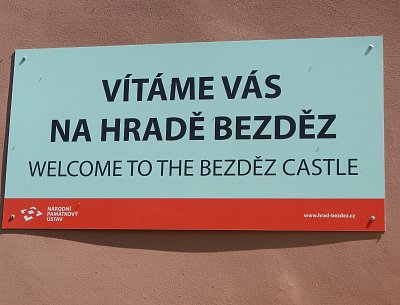 VÍTÁME VÁS
NA HRADĚ BEZDĚZ
WELCOME TO THE BEZDĚZ CASTLE
NÁRODNÍ
PAMÁTKOVÝ
ÚSTAV
www.hrad-bezdez.cz